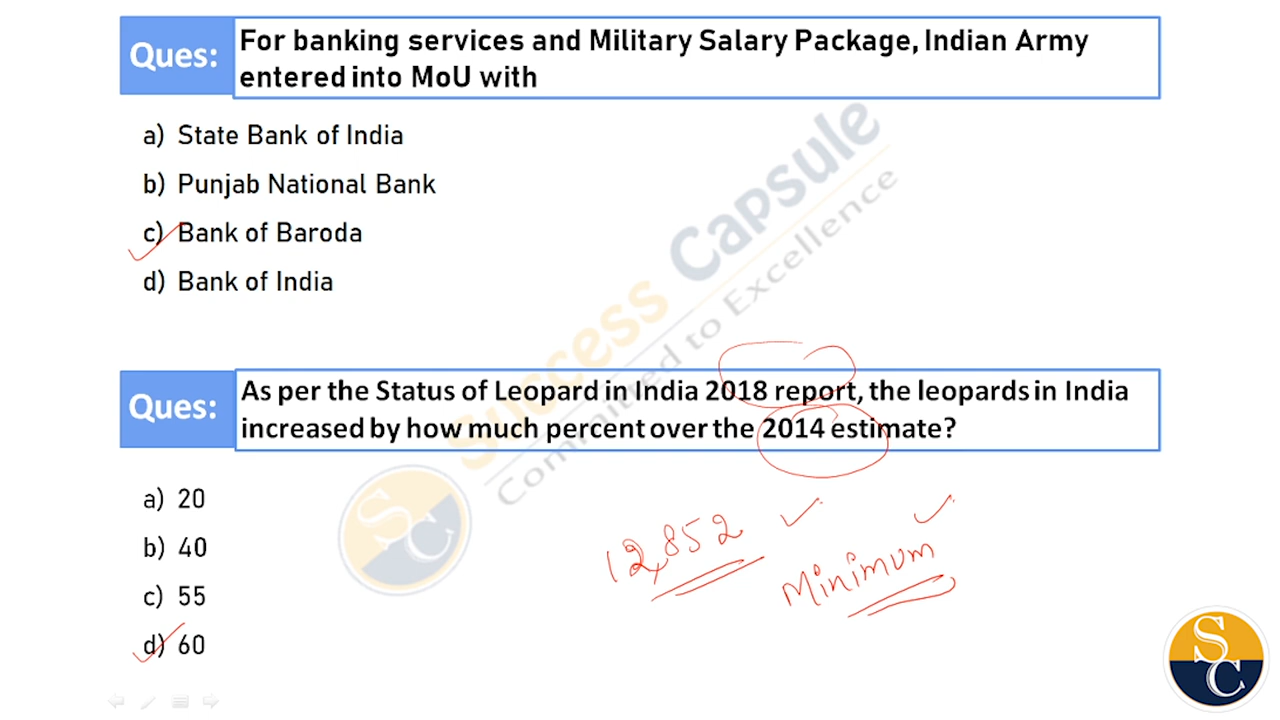 Ques: For banking services and Military Salary Package, Indian Army
entered into MoU with
a) State Bank of India
b) Punjab National Bank
c) Bank of Baroda
d) Bank of India
Ques: As per the Status of Leopard in India 2018 report, the leopards in India
increased by how much percent over the 2014 estimate?
a) 20
b) 40
c) 55
d) 60
12,852
Minimum
Success Capsule
Committed to Excellence
SC
SC